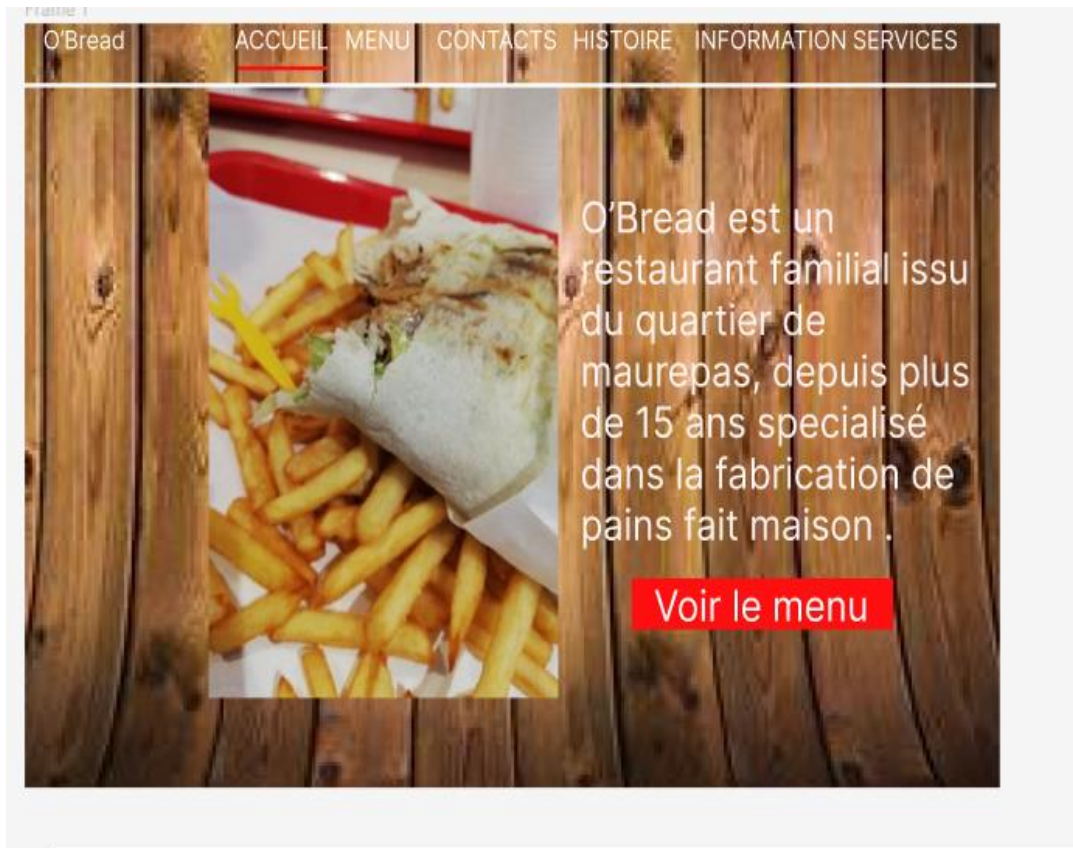 Frame 1
O'Bread
ACCUEIL MENU CONTACTS HISTOIRE INFORMATION SERVICES
O'Bread est un
restaurant familial issu
du quartier de
maurepas, depuis plus
de 15 ans specialisé
dans la fabrication de
pains fait maison .
Voir le menu